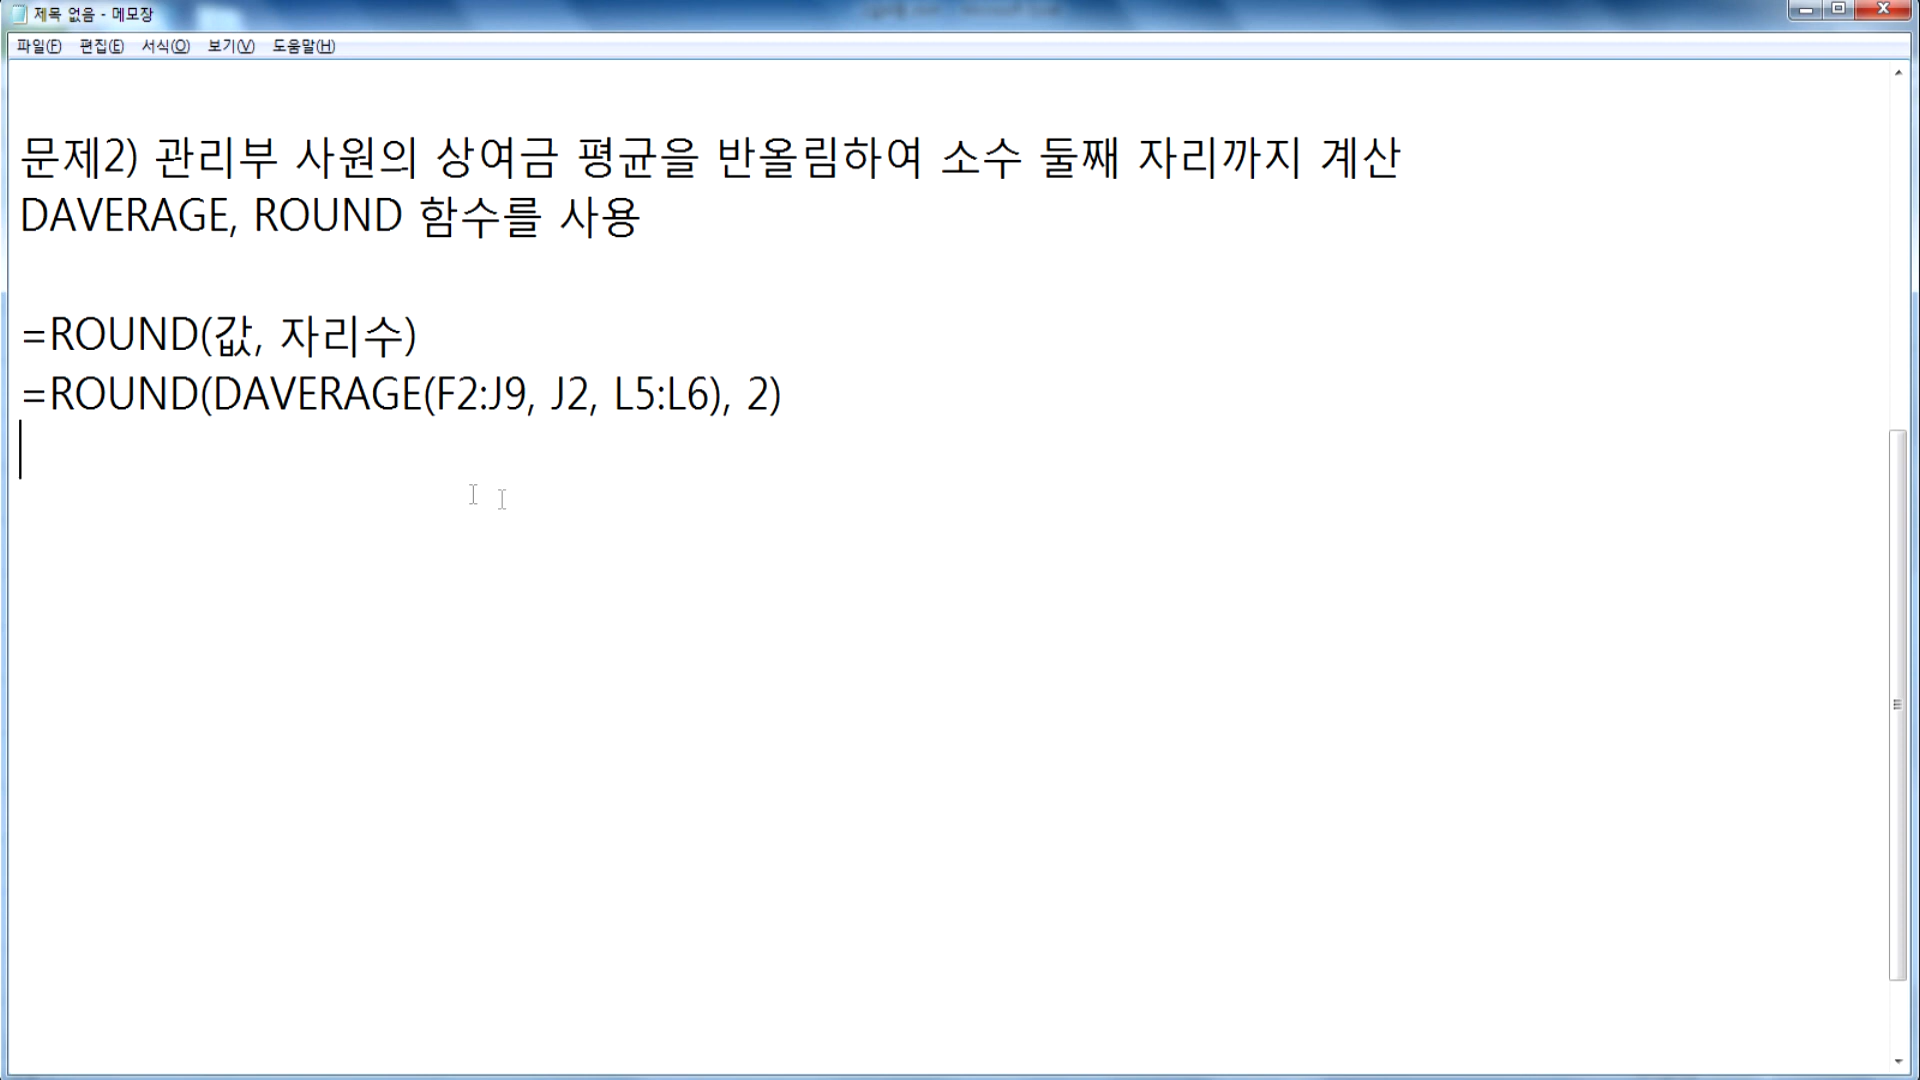 제목 없음 - 메모장
파일(F) 편집(E) 서식(O) 보기(V) 도움말(H)
문제2) 관리부 사원의 상여금 평균을 반올림하여 소수 둘째 자리까지 계산
DAVERAGE, ROUND 함수를 사용
=ROUND(값, 자리수)
=ROUND(DAVERAGE(F2:J9, J2, L5:L6), 2)